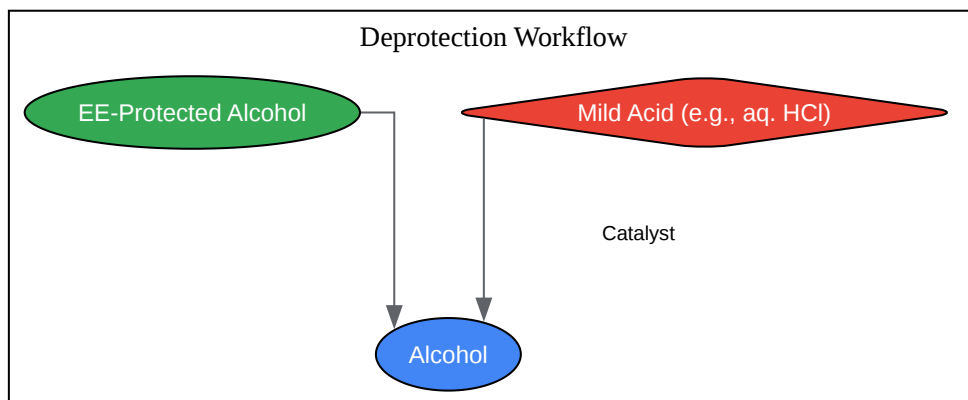 Deprotection Workflow
EE-Protected Alcohol
Mild Acid (e.g., aq. HCl)
Catalyst
Alcohol